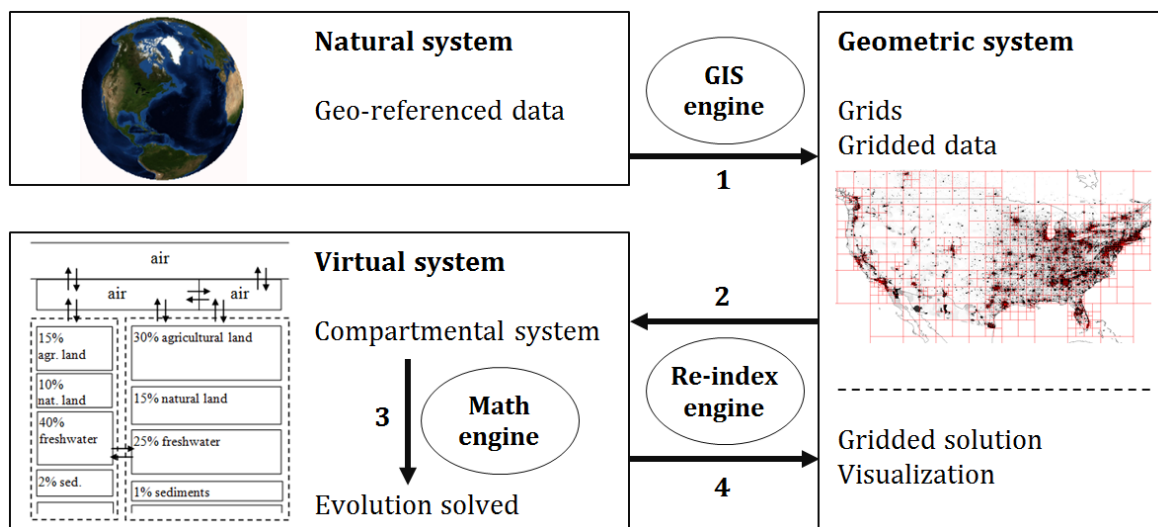 Natural system
Geo-referenced data
GIS
engine
1
Geometric system
Grids
Gridded data
air
air
air
15%
agr. land
10%
nat. land
40%
freshwater
2% sed.
30% agricultural land
15% natural land
25% freshwater
1% sediments
Virtual system
Compartmental system
3
Math
engine
Evolution solved
2
Re-index
engine
4
Gridded solution
Visualization